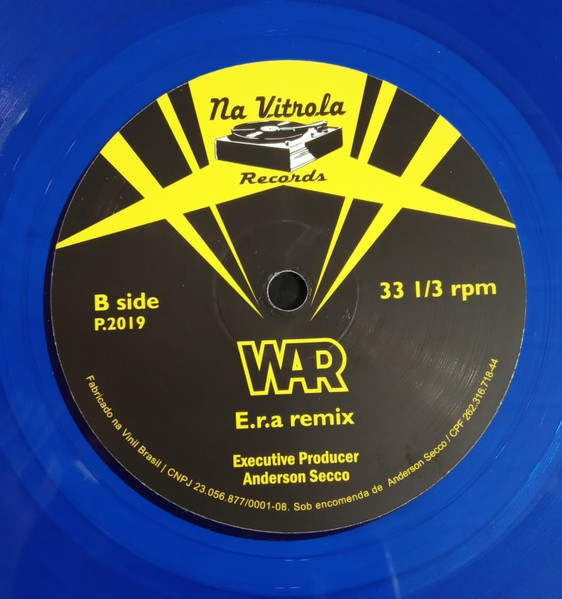 Na Vitrola
Records
B side
P.2019
33 1/3 rpm
WAR
E.r.a remix
Executive Producer
Anderson Secco
Fabricado na Vinil Brasil | CNPJ 23.056.877/0001-08. Sob encomenda de Anderson Secco / CPF 262.316.718-44